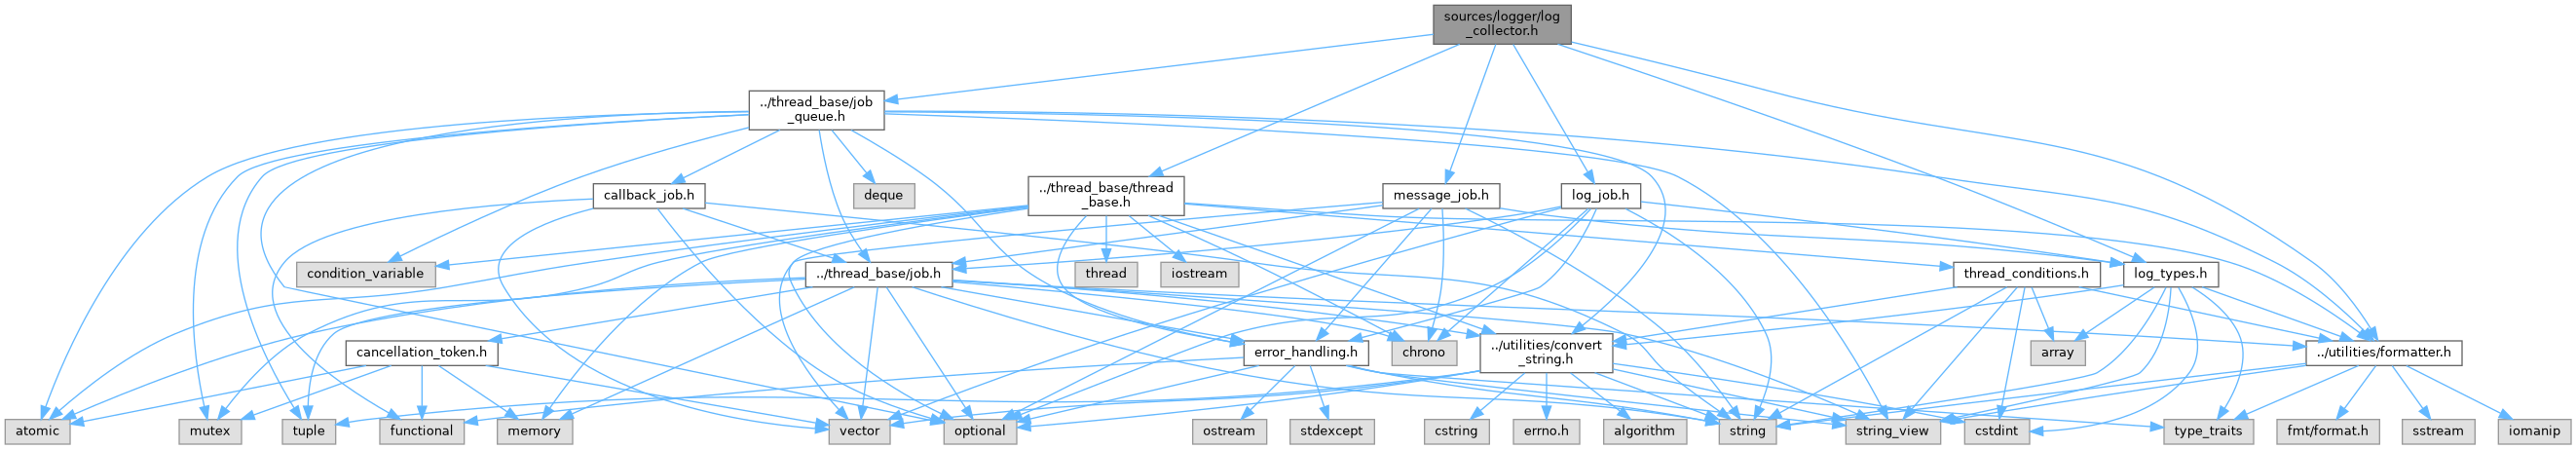 sources/logger/log
_collector.h
../thread_base/job
_queue.h
callback_job.h
deque
../thread_base/thread
_base.h
message_job.h
log_job.h
condition_variable
../thread_base/job.h
thread
iostream
thread_conditions.h
log_types.h
cancellation_token.h
error_handling.h
chrono
../utilities/convert
_string.h
array
../utilities/formatter.h
atomic
mutex
tuple
functional
memory
vector
optional
ostream
stdexcept
cstring
errno.h
algorithm
string
string_view
cstdint
type_traits
fmt/format.h
sstream
iomanip